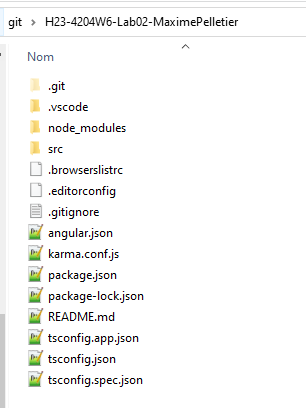 git > H23-4204W6-Lab02-MaximePelletier
Nom
.git
.vscode
node_modules
src
.browserslistrc
.editorconfig
.gitignore
angular.json
karma.conf.js
package.json
package-lock.json
README.md
tsconfig.app.json
tsconfig.json
tsconfig.spec.json